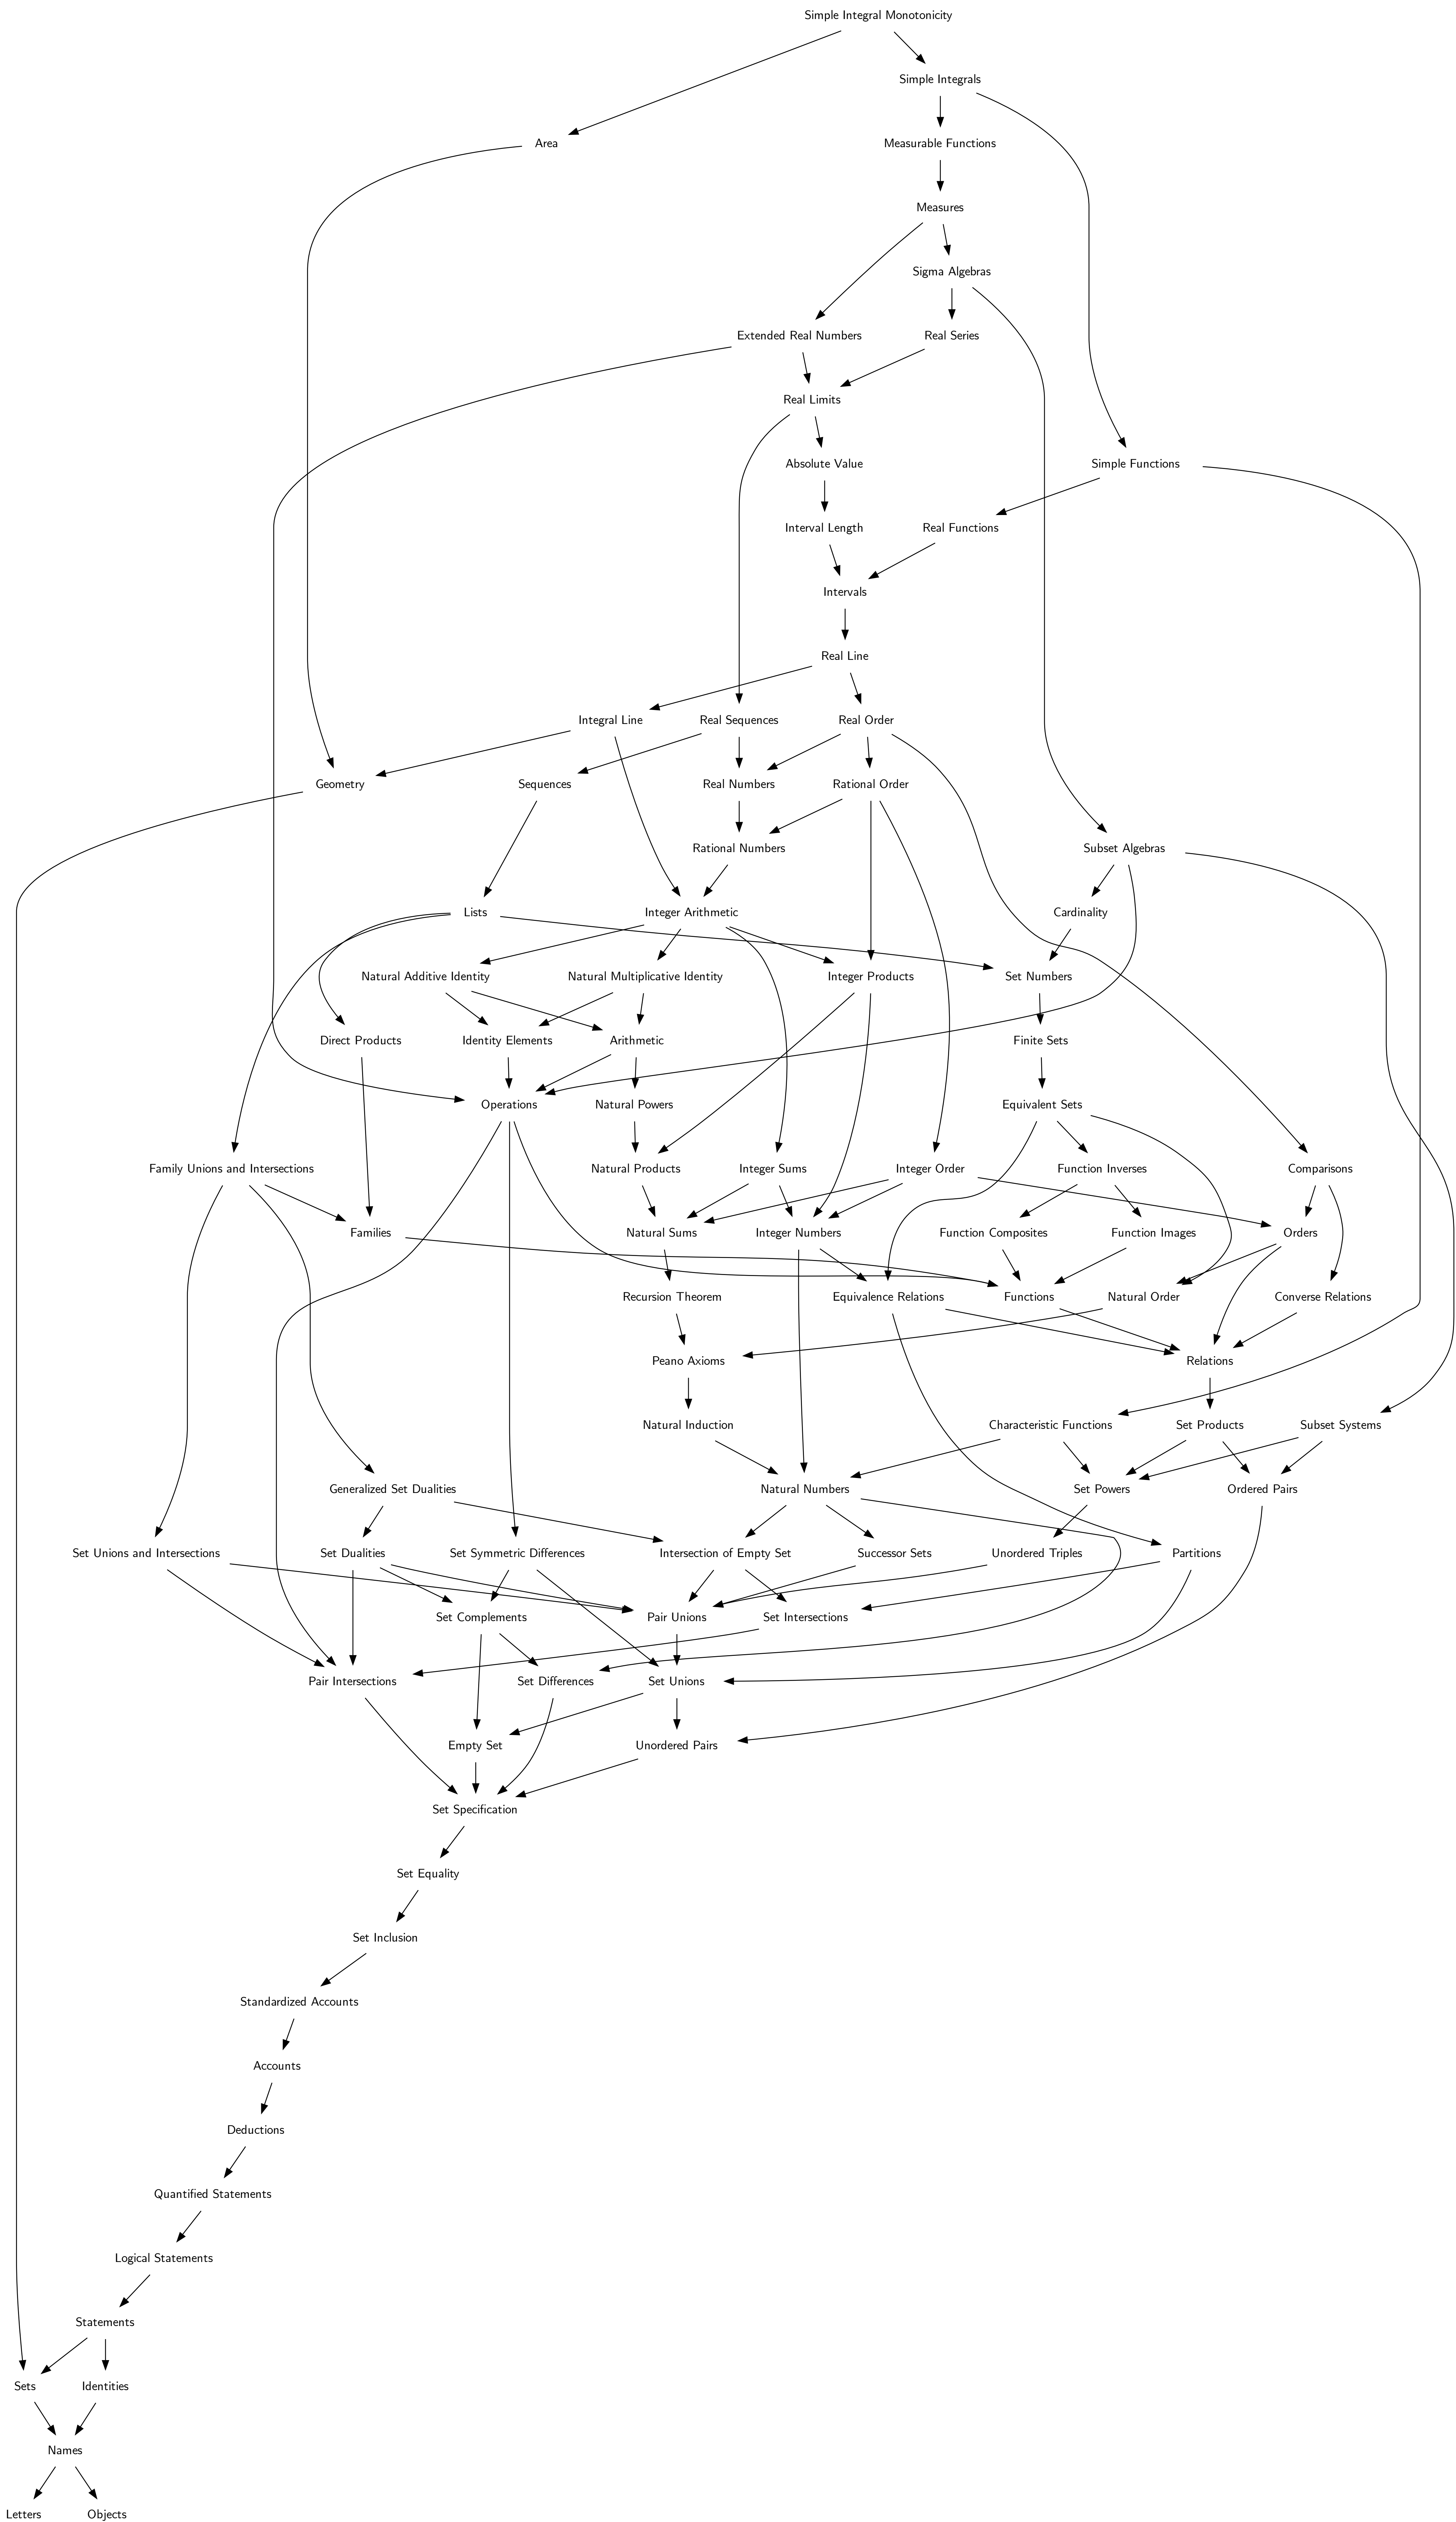 Simple Integral Monotonicity
Simple Integrals
Area
Measurable Functions
Measures
Sigma Algebras
Extended Real Numbers
Real Series
Real Limits
Absolute Value
Simple Functions
Interval Length
Real Functions
Intervals
Real Line
Integral Line
Real Sequences
Real Order
Geometry
Sequences
Real Numbers
Rational Order
Rational Numbers
Subset Algebras
Lists
Integer Arithmetic
Cardinality
Natural Additive Identity
Natural Multiplicative Identity
Integer Products
Set Numbers
Direct Products
Identity Elements
Arithmetic
Finite Sets
Operations
Natural Powers
Equivalent Sets
Family Unions and Intersections
Natural Products
Integer Sums
Integer Order
Function Inverses
Comparisons
Families
Natural Sums
Integer Numbers
Function Composites
Function Images
Orders
Recursion Theorem
Equivalence Relations
Functions
Natural Order
Converse Relations
Peano Axioms
Relations
Natural Induction
Characteristic Functions
Set Products
Subset Systems
Generalized Set Dualities
Natural Numbers
Set Powers
Ordered Pairs
Set Unions and Intersections
Set Dualities
Set Symmetric Differences
Intersection of Empty Set
Successor Sets
Unordered Triples
Partitions
Set Complements
Pair Unions
Set Intersections
Pair Intersections
Set Differences
Set Unions
Empty Set
Unordered Pairs
Set Specification
Set Equality
Set Inclusion
Standardized Accounts
Accounts
Deductions
Quantified Statements
Logical Statements
Statements
Sets
Identities
Names
Letters
Objects